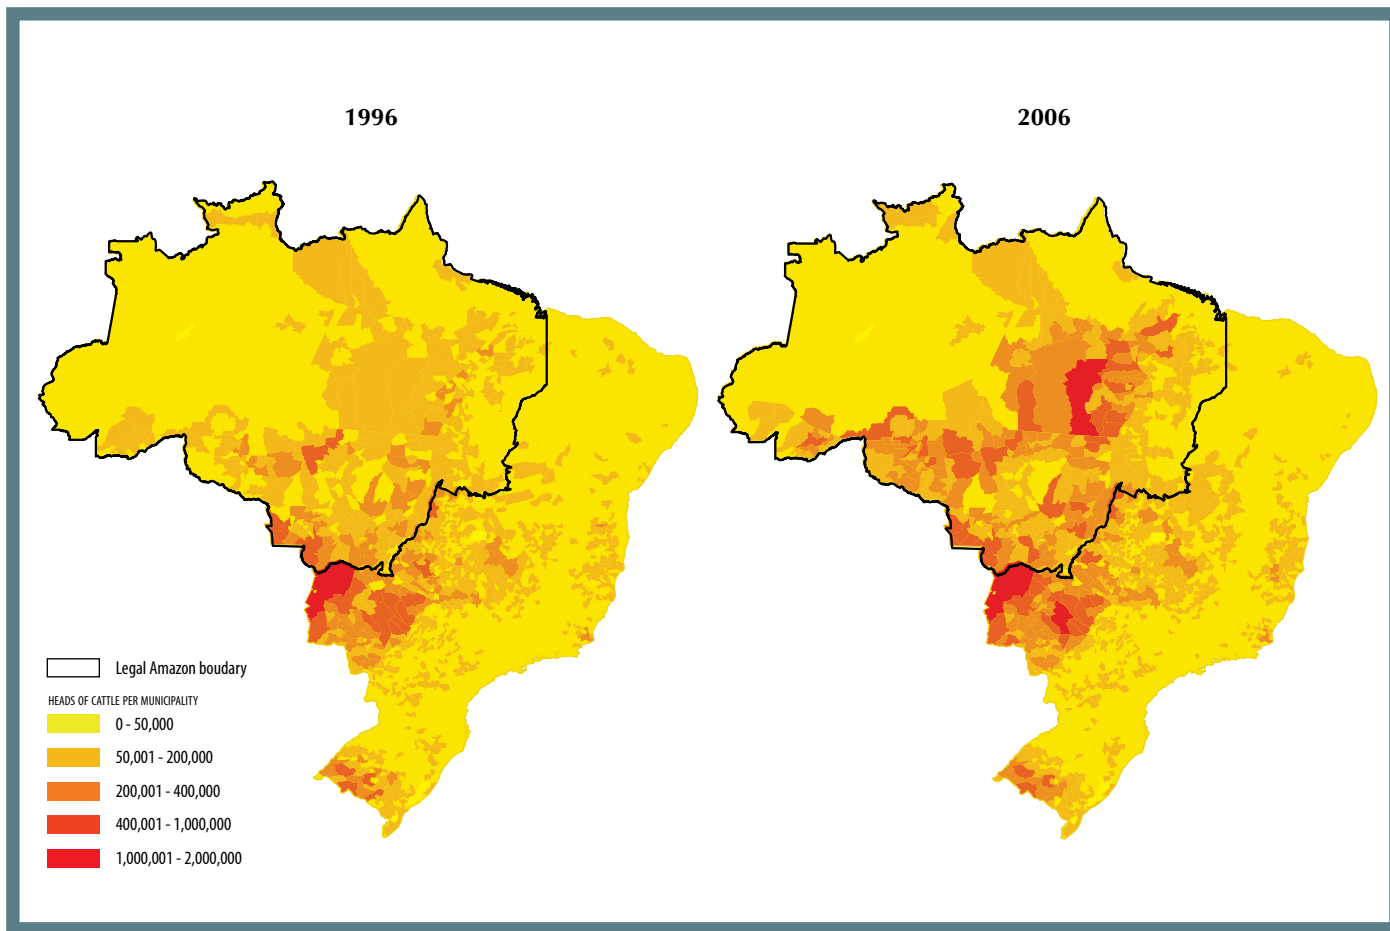 1996
2006
Legal Amazon boudary
HEADS OF CATTLE PER MUNICIPALITY
0 - 50,000
50,001 - 200,000
200,001 - 400,000
400,001 - 1,000,000
1,000,001 - 2,000,000